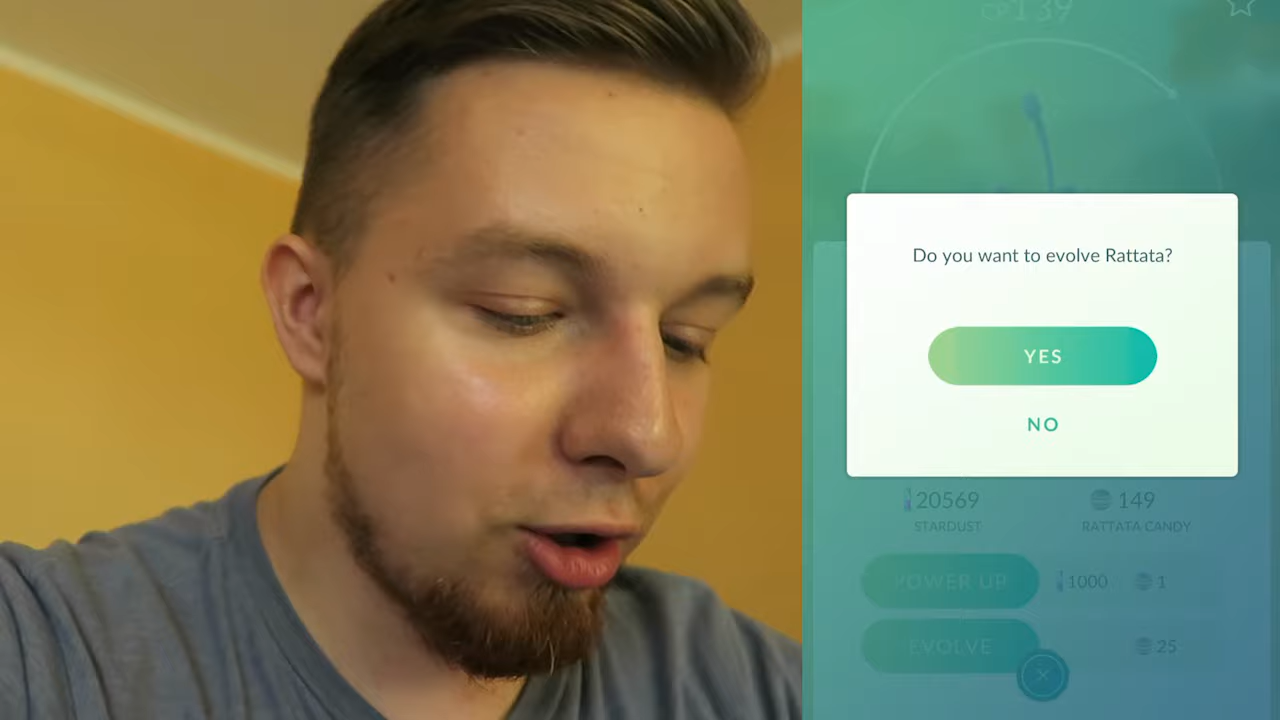 CP139
Do you want to evolve Rattata?
YES
NO
20569
149
STARDUST
RATTATA CANDY
POWER UP
1000
1
EVOLVE
25